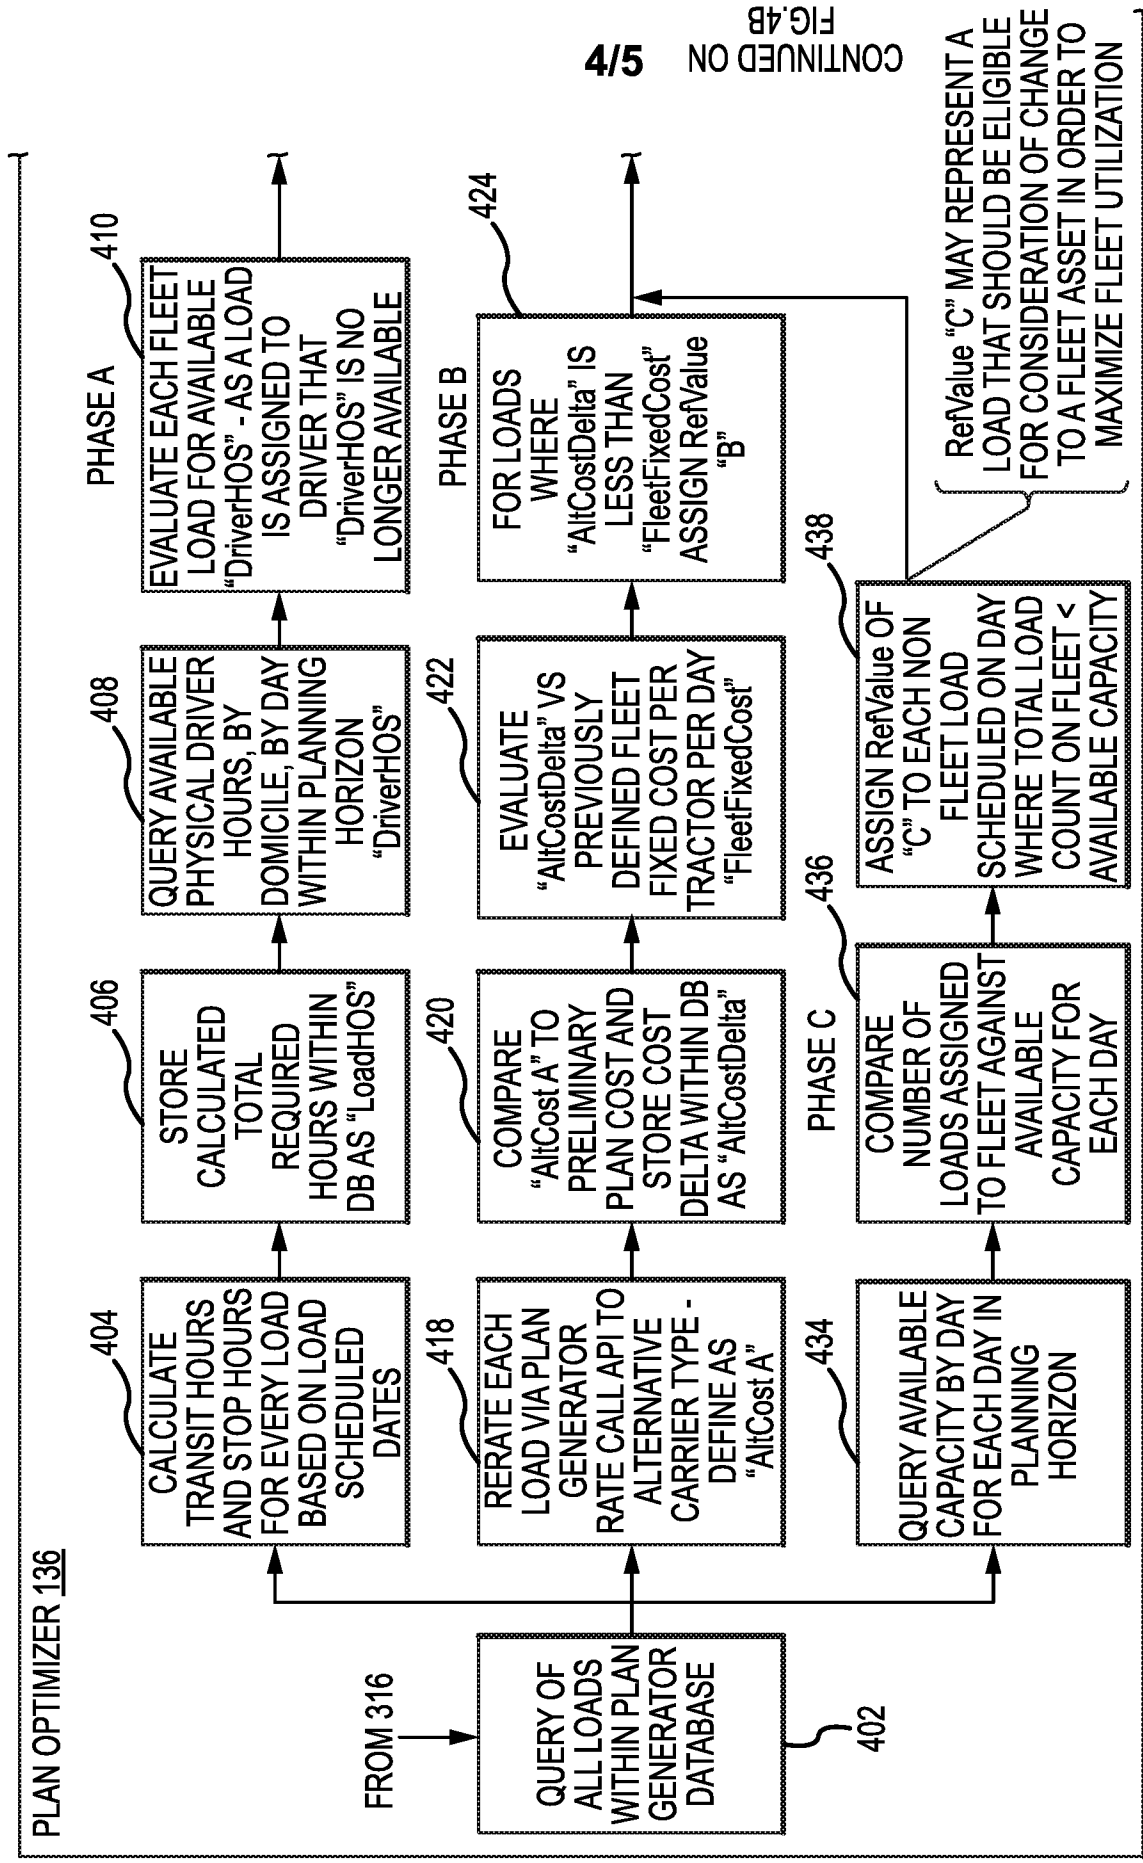 PLAN OPTIMIZER 136
FROM 316
QUERY OF
ALL LOADS
WITHIN PLAN
GENERATOR
DATABASE
402
PHASE A
404
CALCULATE
TRANSIT HOURS
AND STOP HOURS
FOR EVERY LOAD
BASED ON LOAD
SCHEDULED
DATES
406
STORE
CALCULATED
TOTAL
REQUIRED
HOURS WITHIN
DB AS “LoadHOS”
408
QUERY AVAILABLE
PHYSICAL DRIVER
HOURS, BY
DOMICILE, BY DAY
WITHIN PLANNING
HORIZON
“DriverHOS”
410
EVALUATE EACH FLEET
LOAD FOR AVAILABLE
“DriverHOS” - AS A LOAD
IS ASSIGNED TO
DRIVER THAT
“DriverHOS” IS NO
LONGER AVAILABLE
PHASE B
418
RERATE EACH
LOAD VIA PLAN
GENERATOR
RATE CALL API TO
ALTERNATIVE
CARRIER TYPE -
DEFINE AS
“AltCost A”
420
COMPARE
“AltCost A” TO
PRELIMINARY
PLAN COST AND
STORE COST
DELTA WITHIN DB
AS “AltCostDelta”
422
EVALUATE
“AltCostDelta” VS
PREVIOUSLY
DEFINED FLEET
FIXED COST PER
TRACTOR PER DAY
“FleetFixedCost”
424
FOR LOADS
WHERE
“AltCostDelta” IS
LESS THAN
“FleetFixedCost”
ASSIGN RefValue
“B”
PHASE C
434
QUERY AVAILABLE
CAPACITY BY DAY
FOR EACH DAY IN
PLANNING
HORIZON
436
COMPARE
NUMBER OF
LOADS ASSIGNED
TO FLEET AGAINST
AVAILABLE
CAPACITY FOR
EACH DAY
438
ASSIGN RefValue OF
“C” TO EACH NON
FLEET LOAD
SCHEDULED ON DAY
WHERE TOTAL LOAD
COUNT ON FLEET <
AVAILABLE CAPACITY
RefValue “C” MAY REPRESENT A
LOAD THAT SHOULD BE ELIGIBLE
FOR CONSIDERATION OF CHANGE
TO A FLEET ASSET IN ORDER TO
MAXIMIZE FLEET UTILIZATION
4/5
CONTINUED ON
FIG.4B